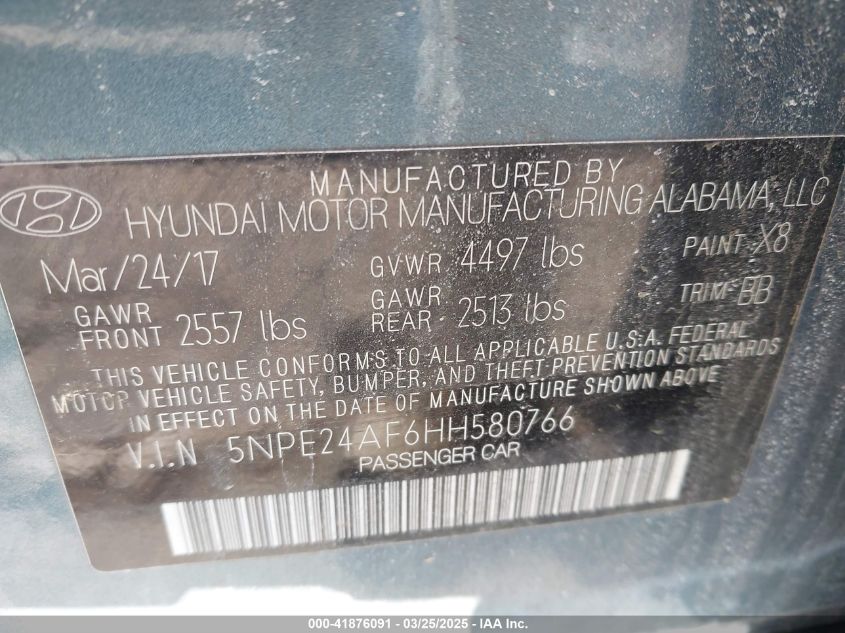 MANUFACTURED BY
HYUNDAI MOTOR MANUFACTURING ALABAMA, LLC
Mar/24/17 GVWR 4497 lbs PAINT X8
GAWR FRONT 2557 lbs GAWR REAR 2513 lbs TRIM BB
THIS VEHICLE CONFORMS TO ALL APPLICABLE U.S.A. FEDERAL
MOTOR VEHICLE SAFETY, BUMPER, AND THEFT PREVENTION STANDARDS
IN EFFECT ON THE DATE OF MANUFACTURE SHOWN ABOVE
V.I.N 5NPE24AF6HH580766
PASSENGER CAR
000-41876091 - 03/25/2025 - IAA Inc.